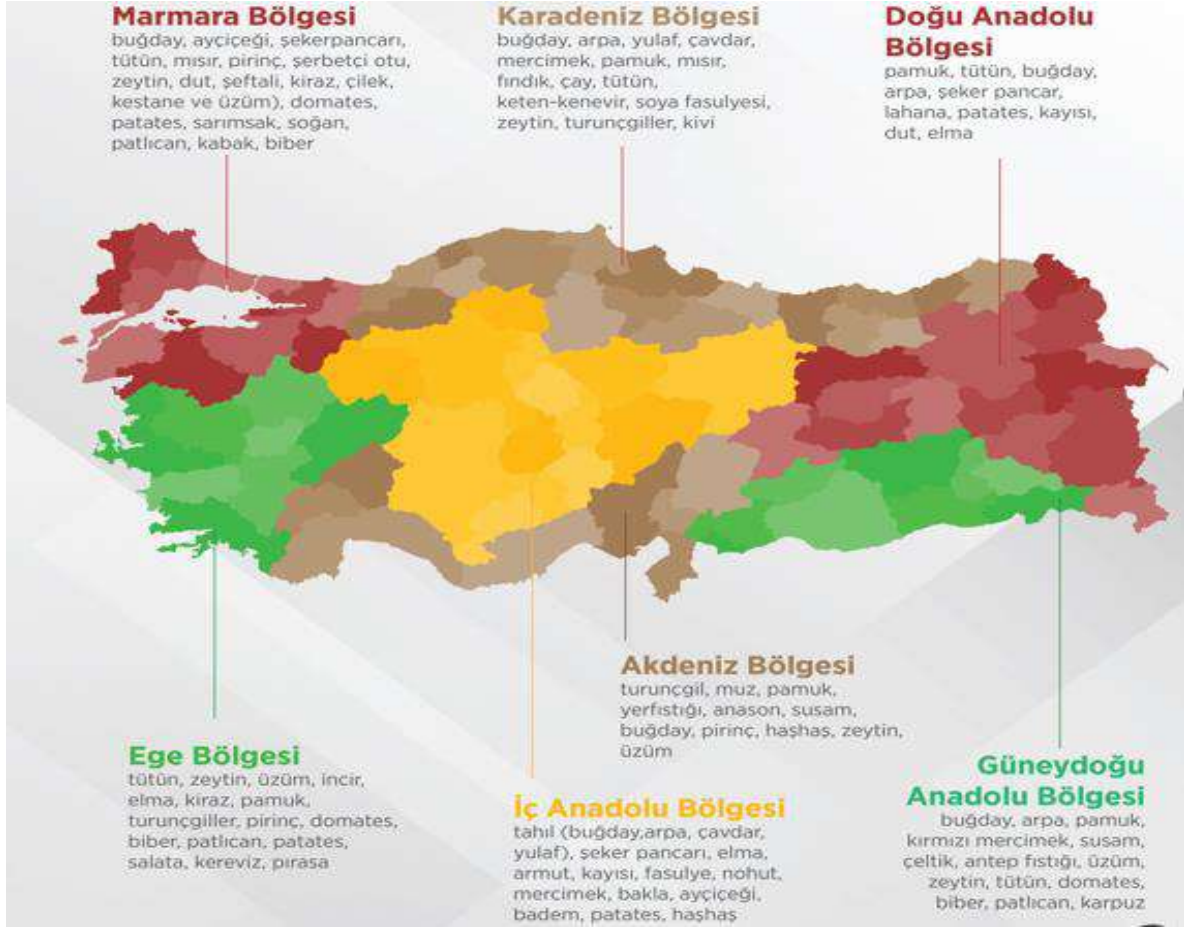 Marmara Bölgesi
buğday, ayçiçeği, şekerpancarı,
tütün, mısır, pirinç, şerbetçi otu,
zeytin, dut, şeftali, kiraz, çilek,
kestane ve üzüm), domates,
patates, sarımsak, soğan,
patlıcan, kabak, biber
Karadeniz Bölgesi
buğday, arpa, yulaf, çavdar,
mercimek, pamuk, mısır,
fındık, çay, tütün,
keten-kenevir, soya fasulyesi,
zeytin, turunçgiller, kivi
Doğu Anadolu
Bölgesi
pamuk, tütün, buğday,
arpa, şeker pancar,
lahana, patates, kayısı,
dut, elma
Akdeniz Bölgesi
turunçgil, muz, pamuk,
yerfıstığı, anason, susam,
buğday, pirinç, haşhaş, zeytin,
üzüm
Ege Bölgesi
tütün, zeytin, üzüm, incir,
elma, kiraz, pamuk,
turunçgiller, pirinç, domates,
biber, patlıcan, patates,
salata, kereviz, pırasa
İç Anadolu Bölgesi
tahıl (buğday,arpa, çavdar,
yulaf), şeker pancarı, elma,
armut, kayısı, fasulye, nohut,
mercimek, bakla, ayçiçeği,
badem, patates, haşhaş
Güneydoğu
Anadolu Bölgesi
buğday, arpa, pamuk,
kırmızı mercimek, susam,
çeltik, antep fıstığı, üzüm,
zeytin, tütün, domates,
biber, patlıcan, karpuz